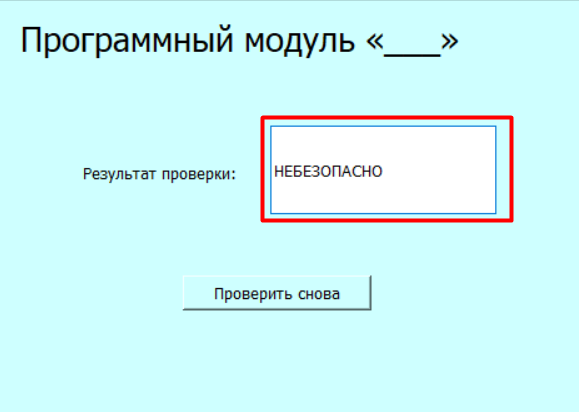 Программный модуль «___»
Результат проверки:
НЕБЕЗОПАСНО
Проверить снова